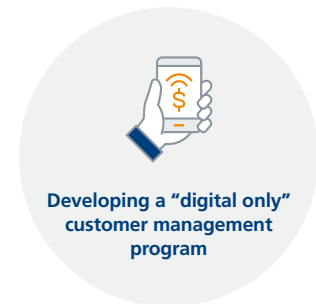 $
Developing a “digital only”
customer management
program